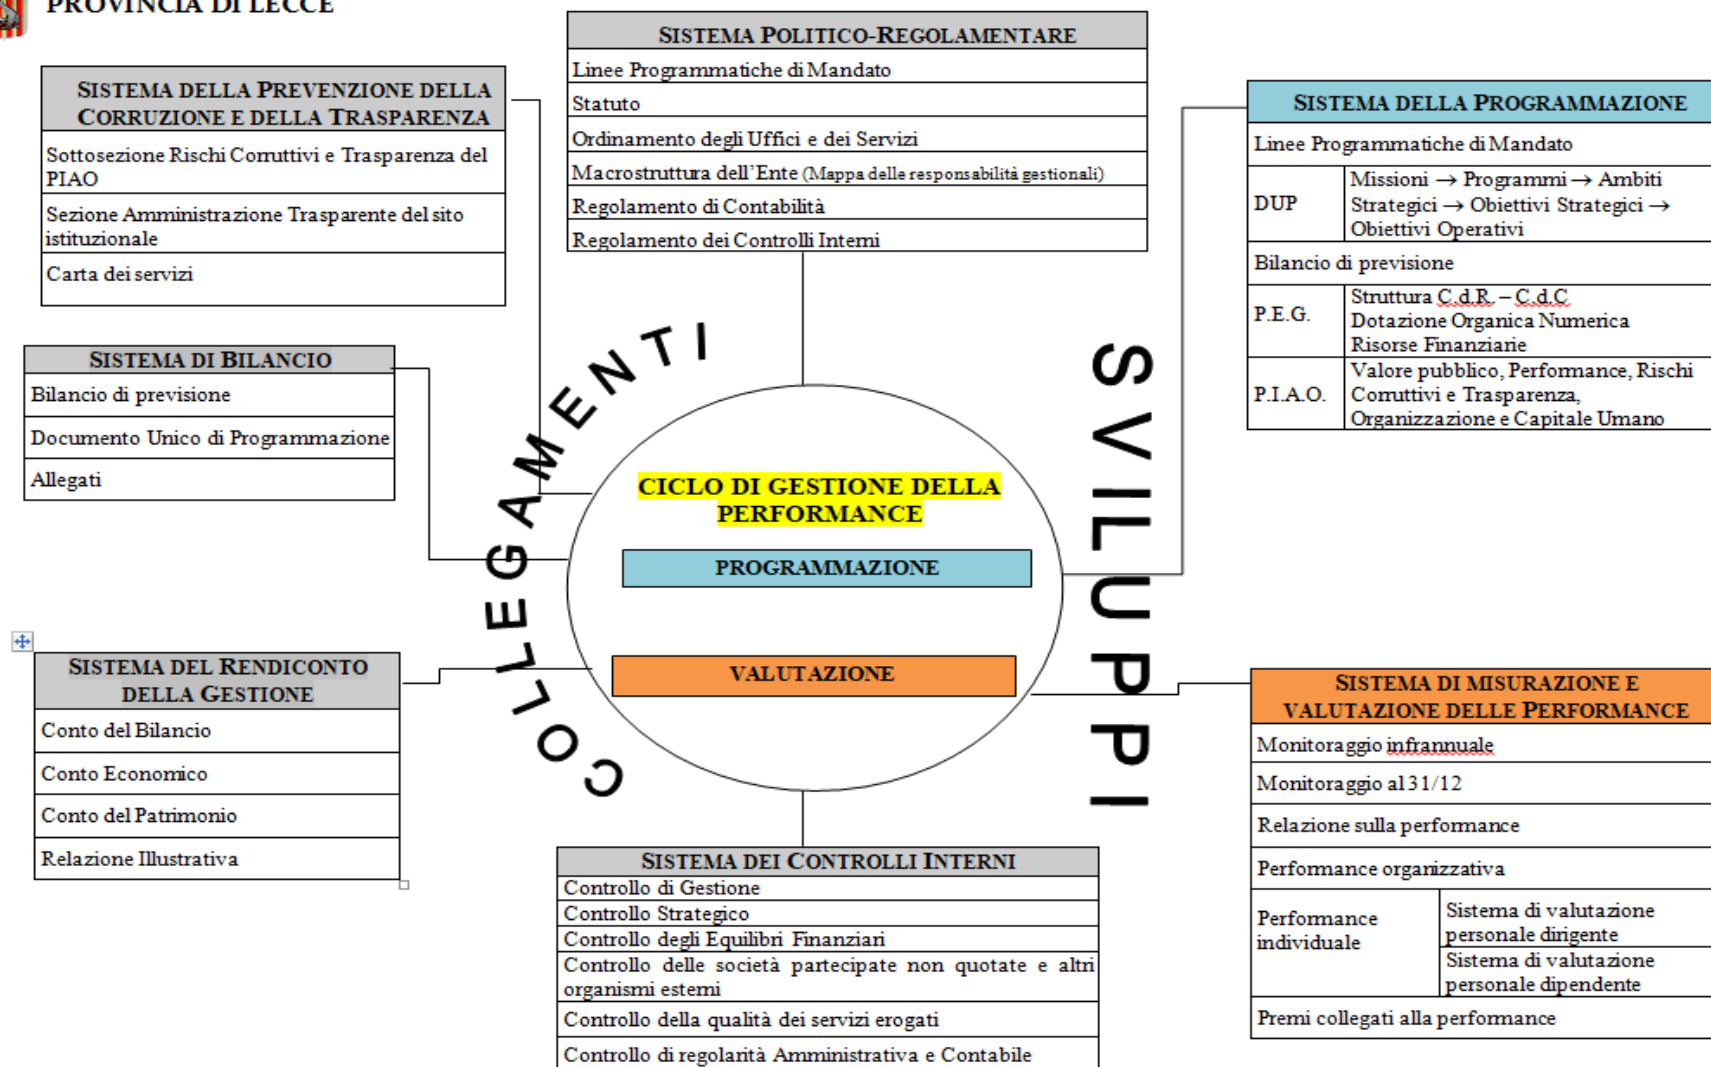 PROVINCIA DI LECCE
SISTEMA POLITICO-REGOLAMENTARE
Linee Programmatiche di Mandato
Statuto
Ordinamento degli Uffici e dei Servizi
Macrostruttura dell'Ente (Mappa delle responsabilità gestionali)
Regolamento di Contabilità
Regolamento dei Controlli Interni
SISTEMA DELLA PREVENZIONE DELLA
CORRUZIONE E DELLA TRASPARENZA
Sottosezione Rischi Corruttivi e Trasparenza del
PIAO
Sezione Amministrazione Trasparente del sito
istituzionale
Carta dei servizi
SISTEMA DELLA PROGRAMMAZIONE
Linee Programmatiche di Mandato
DUP
Missioni → Programmi → Ambiti
Strategici → Obiettivi Strategici →
Obiettivi Operativi
Bilancio di previsione
P.E.G.
Struttura C.d.R. – C.d.C
Dotazione Organica Numerica
Risorse Finanziarie
P.I.A.O.
Valore pubblico, Performance, Rischi
Corruttivi e Trasparenza,
Organizzazione e Capitale Umano
SISTEMA DI BILANCIO
Bilancio di previsione
Documento Unico di Programmazione
Allegati
COLLEGAMENTI
SVILUPPI
CICLO DI GESTIONE DELLA
PERFORMANCE
PROGRAMMAZIONE
VALUTAZIONE
SISTEMA DEL RENDICONTO
DELLA GESTIONE
Conto del Bilancio
Conto Economico
Conto del Patrimonio
Relazione Illustrativa
SISTEMA DI MISURAZIONE E
VALUTAZIONE DELLE PERFORMANCE
Monitoraggio infrannuale
Monitoraggio al 31/12
Relazione sulla performance
Performance organizzativa
Performance
individuale
Sistema di valutazione
personale dirigente
Sistema di valutazione
personale dipendente
Premi collegati alla performance
SISTEMA DEI CONTROLLI INTERNI
Controllo di Gestione
Controllo Strategico
Controllo degli Equilibri Finanziari
Controllo delle società partecipate non quotate e altri
organismi esterni
Controllo della qualità dei servizi erogati
Controllo di regolarità Amministrativa e Contabile